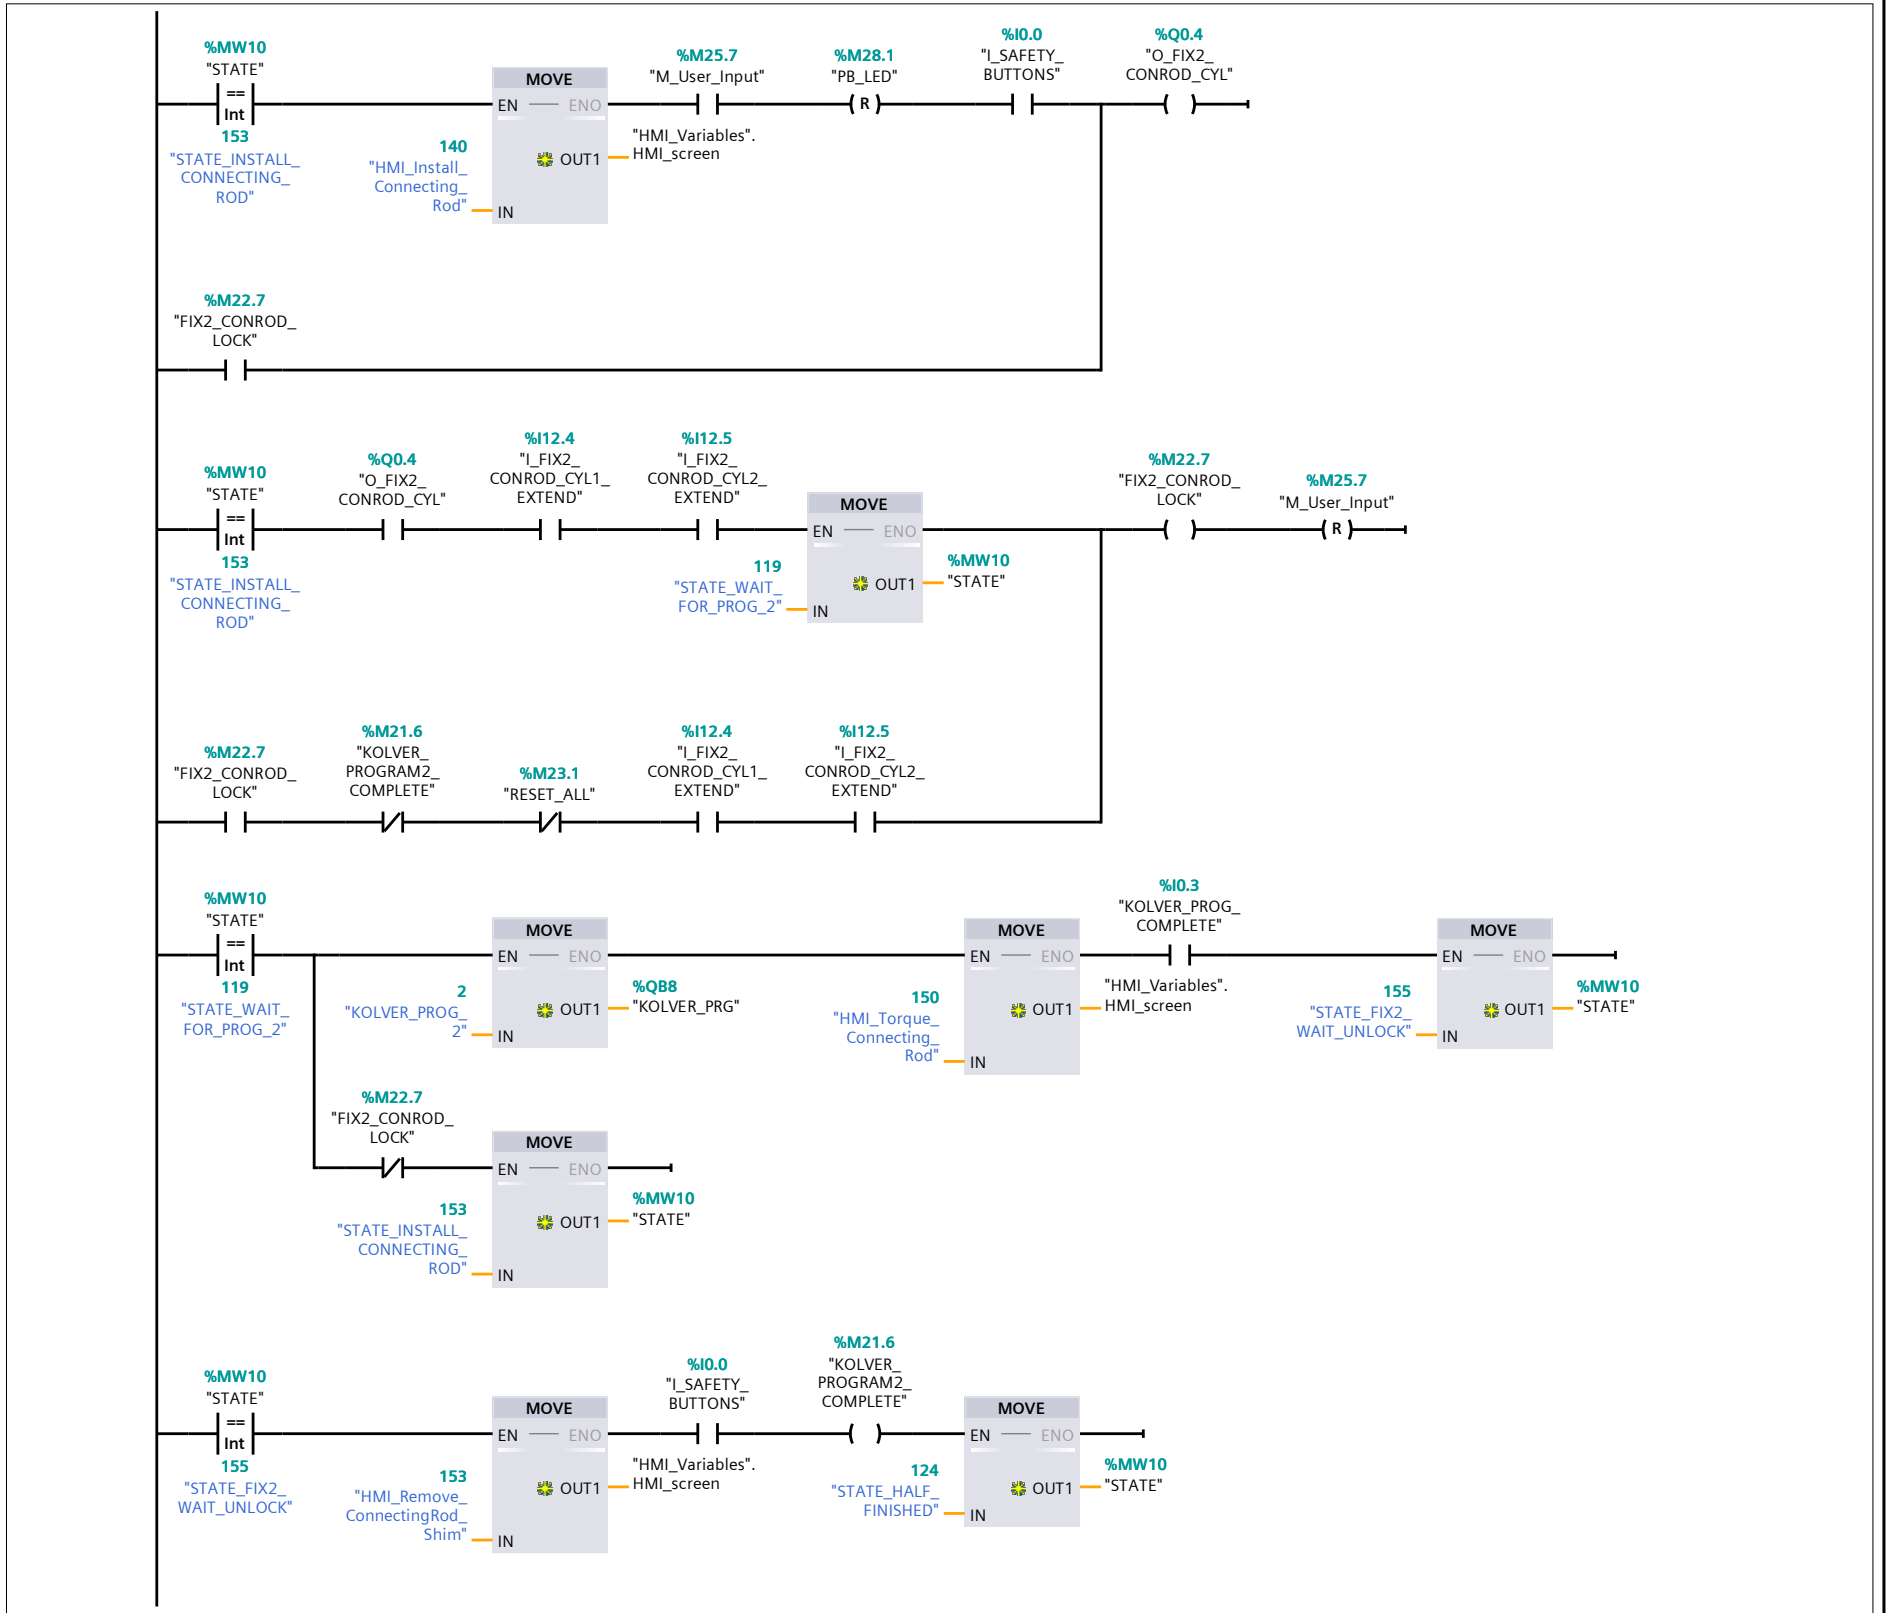 %MW10
"STATE"
==
Int
153
"STATE_INSTALL_
CONNECTING_
ROD"
MOVE
EN
ENO
140
"HMI_Install_
Connecting_
Rod"
IN
OUT1
"HMI_Variables".
HMI_screen
%M25.7
"M_User_Input"
%M28.1
"PB_LED"
R
%I0.0
"I_SAFETY_
BUTTONS"
%Q0.4
"O_FIX2_
CONROD_CYL"
%M22.7
"FIX2_CONROD_
LOCK"
%MW10
"STATE"
==
Int
153
"STATE_INSTALL_
CONNECTING_
ROD"
%Q0.4
"O_FIX2_
CONROD_CYL"
%I12.4
"I_FIX2_
CONROD_CYL1_
EXTEND"
%I12.5
"I_FIX2_
CONROD_CYL2_
EXTEND"
MOVE
EN
ENO
119
"STATE_WAIT_
FOR_PROG_2"
IN
OUT1
%MW10
"STATE"
%M22.7
"FIX2_CONROD_
LOCK"
%M25.7
"M_User_Input"
R
%M22.7
"FIX2_CONROD_
LOCK"
%M21.6
"KOLVER_
PROGRAM2_
COMPLETE"
%M23.1
"RESET_ALL"
%I12.4
"I_FIX2_
CONROD_CYL1_
EXTEND"
%I12.5
"I_FIX2_
CONROD_CYL2_
EXTEND"
%MW10
"STATE"
==
Int
119
"STATE_WAIT_
FOR_PROG_2"
MOVE
EN
ENO
2
"KOLVER_PROG_
2"
IN
OUT1
%QB8
"KOLVER_PRG"
MOVE
EN
ENO
150
"HMI_Torque_
Connecting_
Rod"
IN
OUT1
"HMI_Variables".
HMI_screen
%I0.3
"KOLVER_PROG_
COMPLETE"
MOVE
EN
ENO
155
"STATE_FIX2_
WAIT_UNLOCK"
IN
OUT1
%MW10
"STATE"
%M22.7
"FIX2_CONROD_
LOCK"
MOVE
EN
ENO
153
"STATE_INSTALL_
CONNECTING_
ROD"
IN
OUT1
%MW10
"STATE"
%MW10
"STATE"
==
Int
155
"STATE_FIX2_
WAIT_UNLOCK"
MOVE
EN
ENO
153
"HMI_Remove_
ConnectingRod_
Shim"
IN
OUT1
"HMI_Variables".
HMI_screen
%I0.0
"I_SAFETY_
BUTTONS"
%M21.6
"KOLVER_
PROGRAM2_
COMPLETE"
MOVE
EN
ENO
124
"STATE_HALF_
FINISHED"
IN
OUT1
%MW10
"STATE"